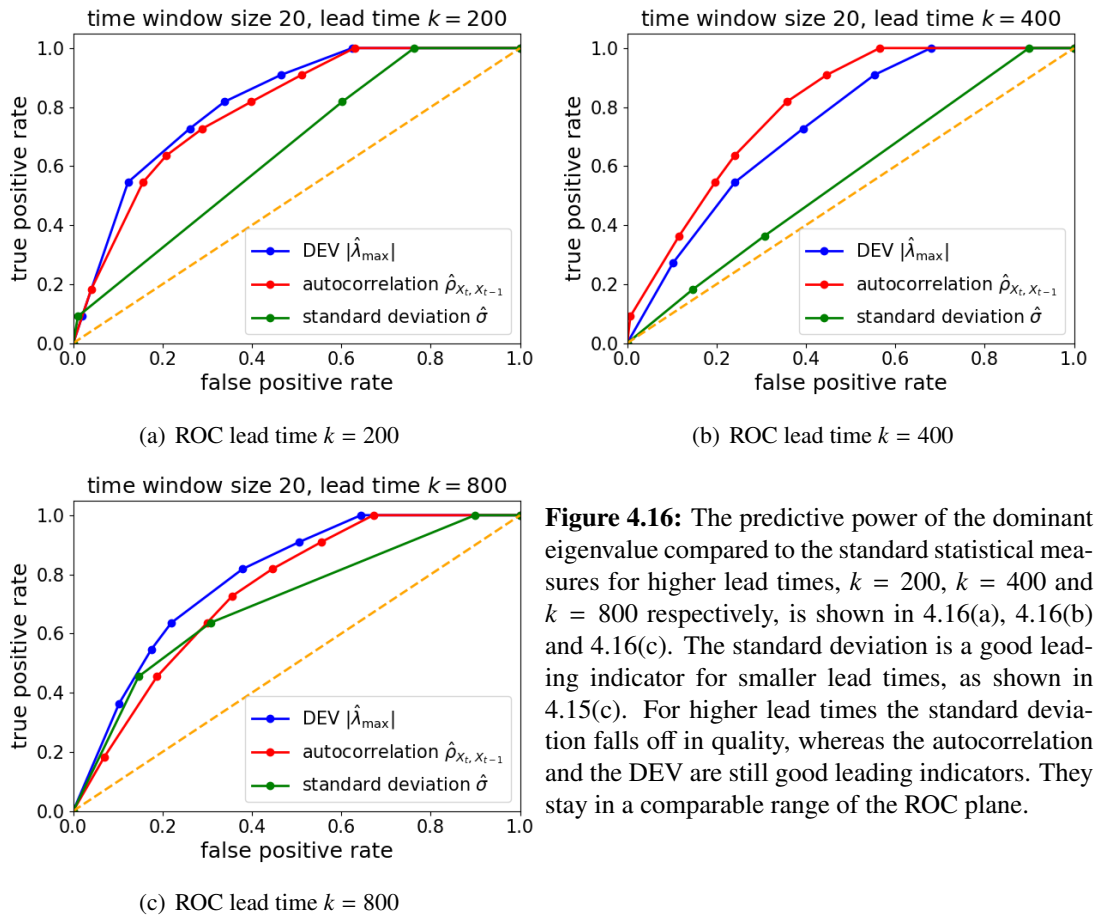 time window size 20, lead time k = 200
1.0
0.8
0.6
0.4
0.2
0.0
true positive rate
DEV |λ̂max|
autocorrelation ρ̂Xt, Xt−1
standard deviation σ̂
0.0 0.2 0.4 0.6 0.8 1.0
false positive rate
(a) ROC lead time k = 200
time window size 20, lead time k = 400
1.0
0.8
0.6
0.4
0.2
0.0
true positive rate
DEV |λ̂max|
autocorrelation ρ̂Xt, Xt−1
standard deviation σ̂
0.0 0.2 0.4 0.6 0.8 1.0
false positive rate
(b) ROC lead time k = 400
time window size 20, lead time k = 800
1.0
0.8
0.6
0.4
0.2
0.0
true positive rate
DEV |λ̂max|
autocorrelation ρ̂Xt, Xt−1
standard deviation σ̂
0.0 0.2 0.4 0.6 0.8 1.0
false positive rate
(c) ROC lead time k = 800
Figure 4.16: The predictive power of the dominant
eigenvalue compared to the standard statistical mea-
sures for higher lead times, k = 200, k = 400 and
k = 800 respectively, is shown in 4.16(a), 4.16(b)
and 4.16(c). The standard deviation is a good lead-
ing indicator for smaller lead times, as shown in
4.15(c). For higher lead times the standard devia-
tion falls off in quality, whereas the autocorrelation
and the DEV are still good leading indicators. They
stay in a comparable range of the ROC plane.